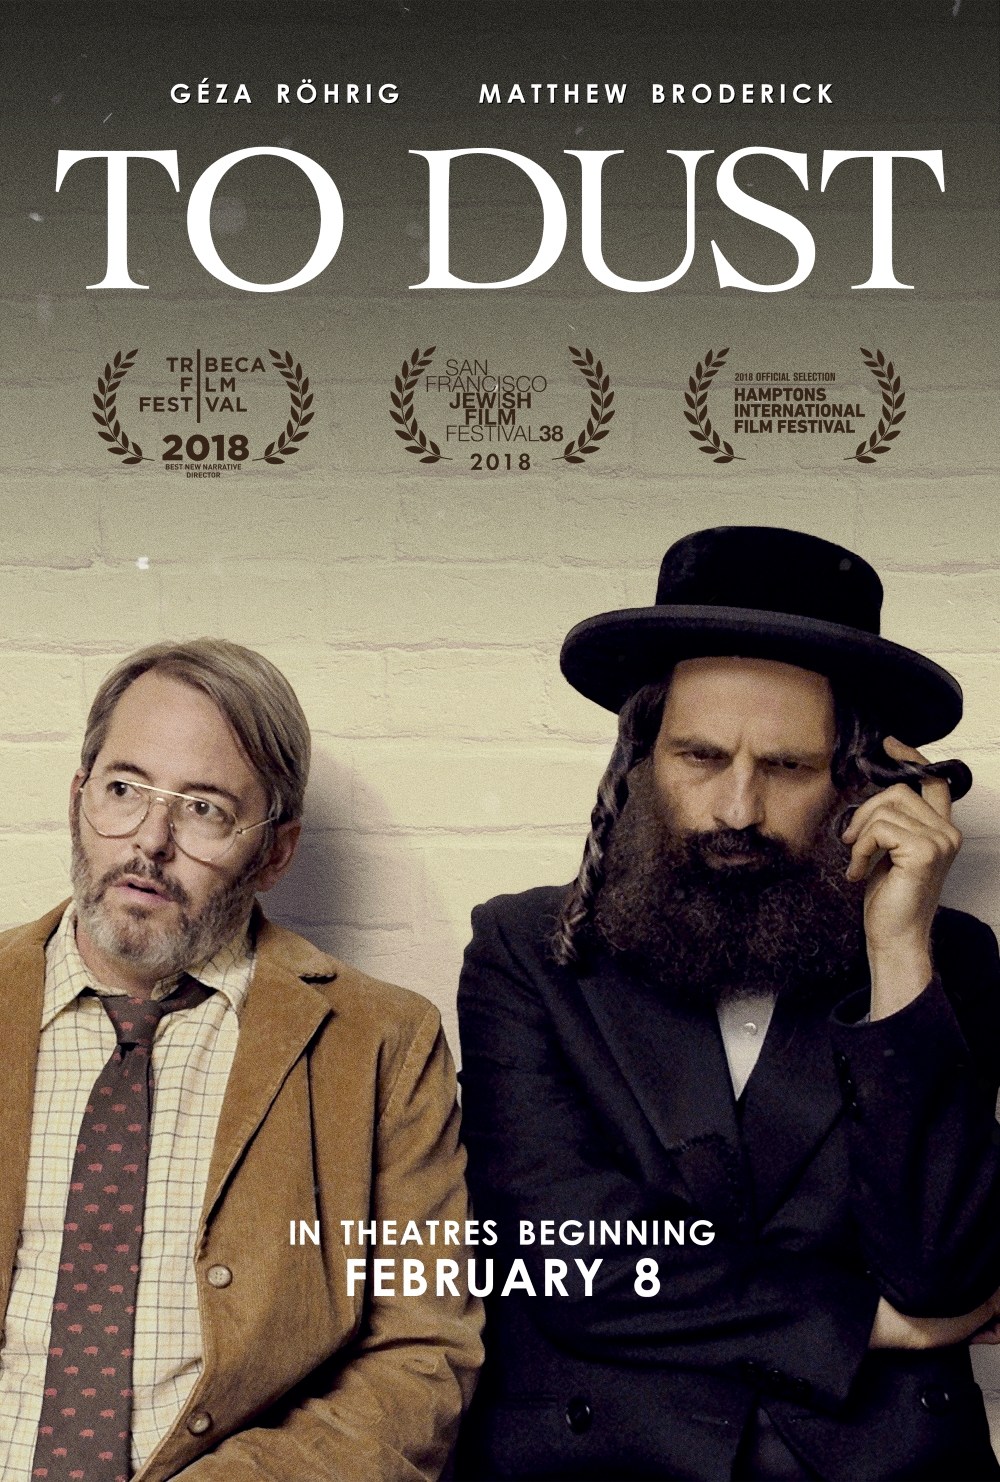 GÉZA RÖHRIG MATTHEW BRODERICK
TO DUST
TRIBECA
FILM
FESTIVAL
2018
BEST NEW NARRATIVE
DIRECTOR
SAN
FRANCISCO
JEWISH
FILM
FESTIVAL38
2018
2018 OFFICIAL SELECTION
HAMPTONS
INTERNATIONAL
FILM FESTIVAL
IN THEATRES BEGINNING
FEBRUARY 8